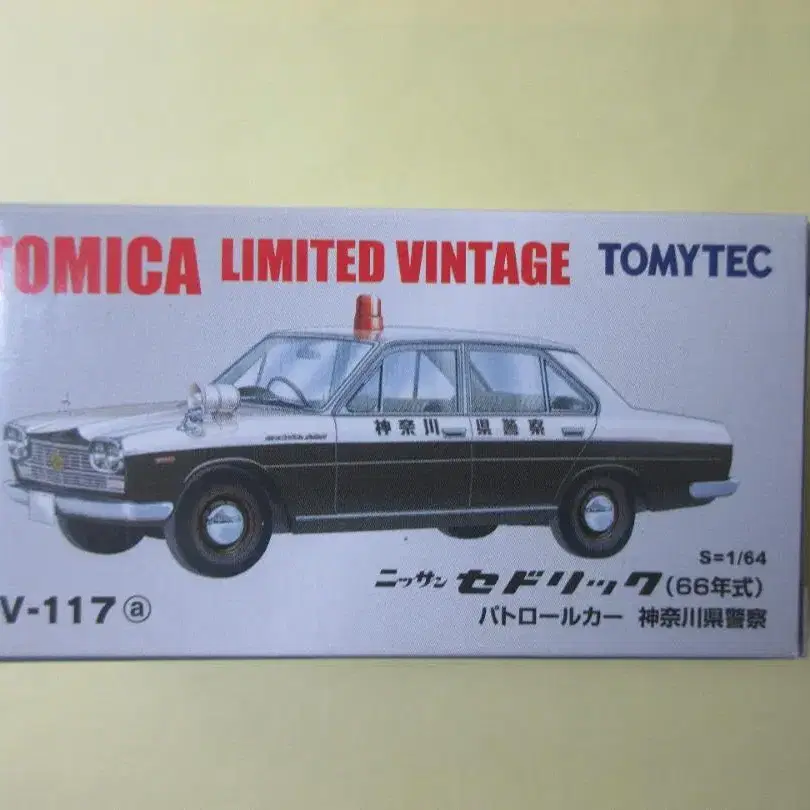 TOMICA LIMITED VINTAGE TOMYTEC
神奈川県警察
S=1/64
ニッサン セドリック(66年式)
V-117 ⓐ
パトロールカー 神奈川県警察